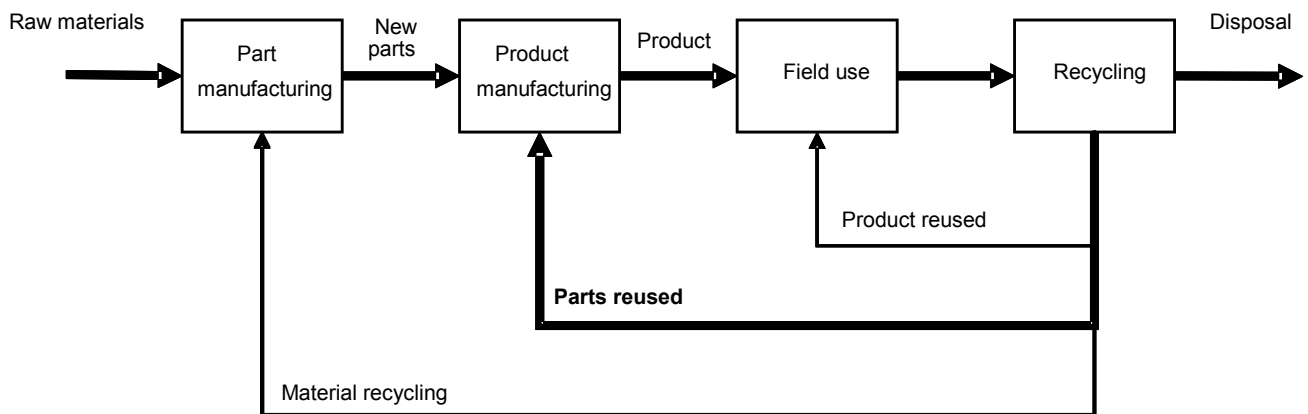 Raw materials
Part
manufacturing
New
parts
Product
manufacturing
Product
Field use
Recycling
Disposal
Product reused
Parts reused
Material recycling